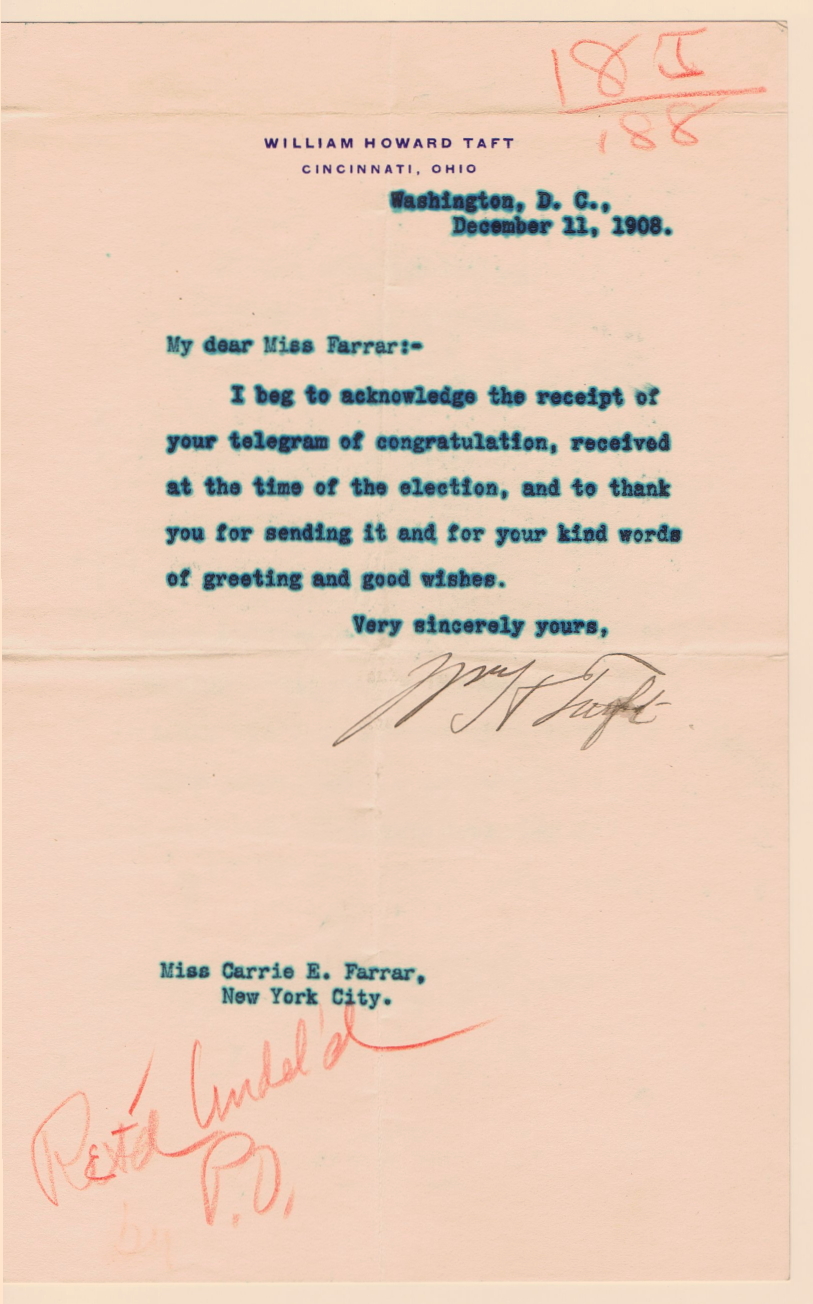 18 J
188
WILLIAM HOWARD TAFT
CINCINNATI, OHIO
Washington, D. C.,
December 11, 1908.
My dear Miss Farrar:-
I beg to acknowledge the receipt of
your telegram of congratulation, received
at the time of the election, and to thank
you for sending it and for your kind words
of greeting and good wishes.
Very sincerely yours,
Wm H Taft
Miss Carrie E. Farrar,
New York City.
Ret'd Undel'd
by P.O.